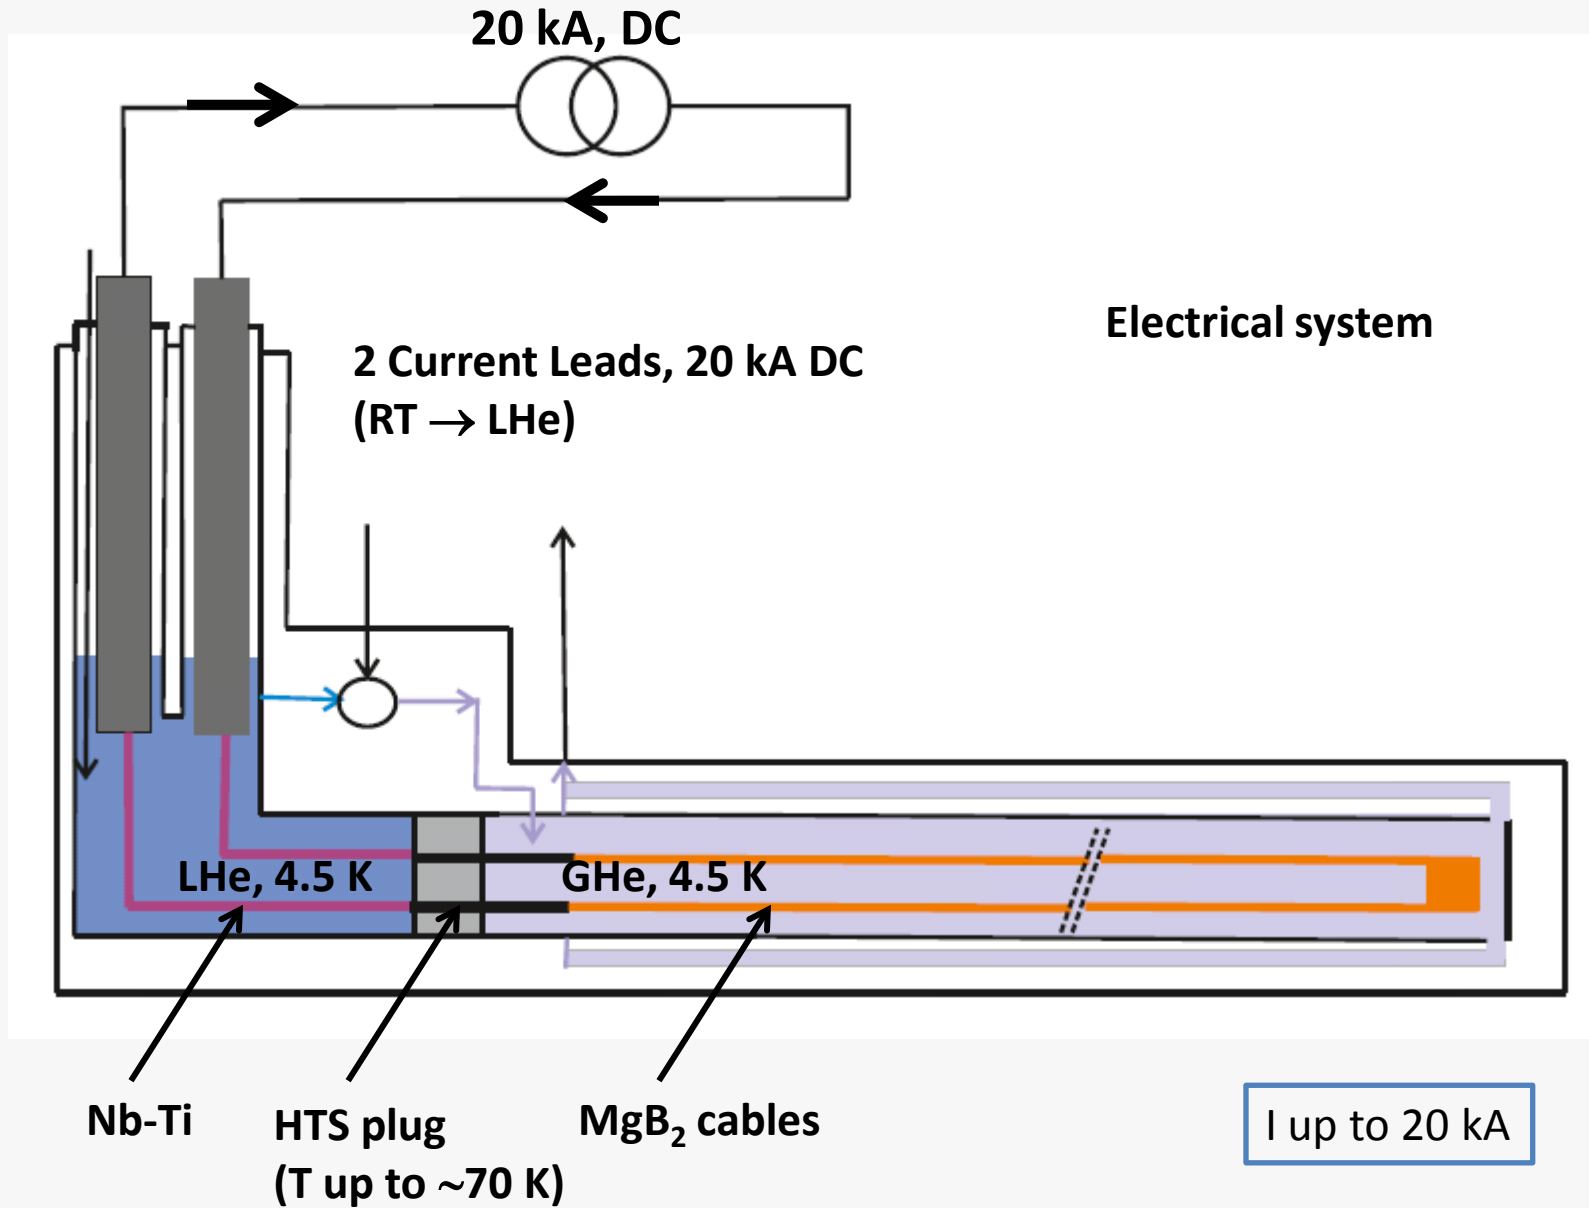 20 kA, DC
Electrical system
2 Current Leads, 20 kA DC
(RT → LHe)
LHe, 4.5 K
GHe, 4.5 K
Nb-Ti
HTS plug
(T up to ~70 K)
MgB₂ cables
I up to 20 kA